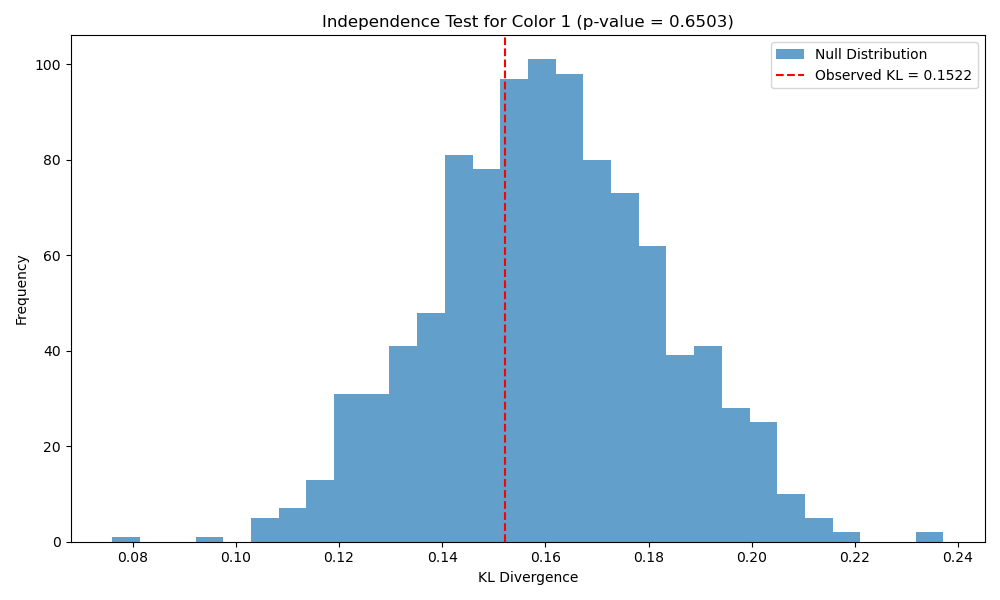 Independence Test for Color 1 (p-value = 0.6503)
Null Distribution
Observed KL = 0.1522
100
80
60
40
20
0
Frequency
0.08 0.10 0.12 0.14 0.16 0.18 0.20 0.22 0.24
KL Divergence